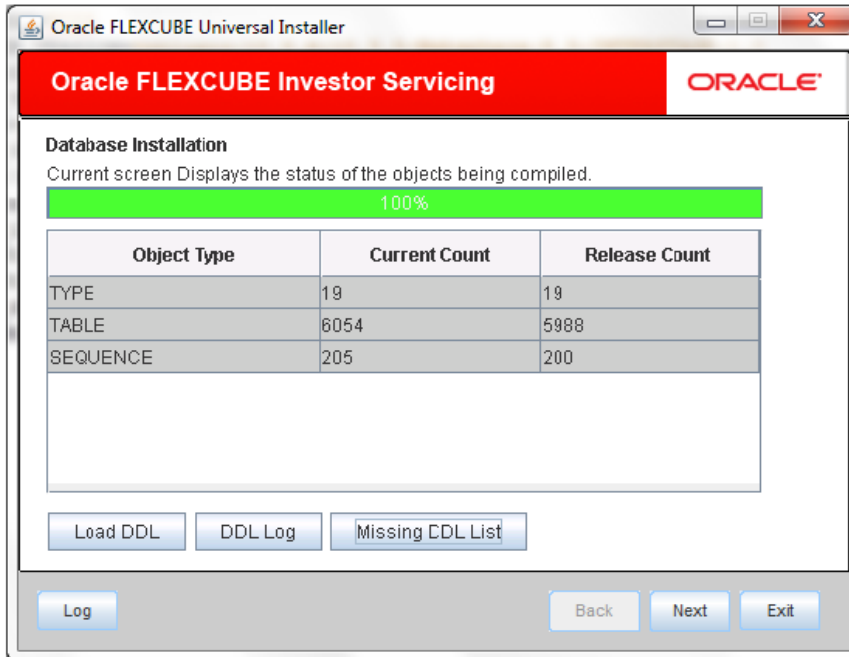 Oracle FLEXCUBE Universal Installer
Oracle FLEXCUBE Investor Servicing
ORACLE
Database Installation
Current screen Displays the status of the objects being compiled.
100%
Object Type Current Count Release Count
TYPE 19 19
TABLE 6054 5988
SEQUENCE 205 200
Load DDL DDL Log Missing DDL List
Log Back Next Exit